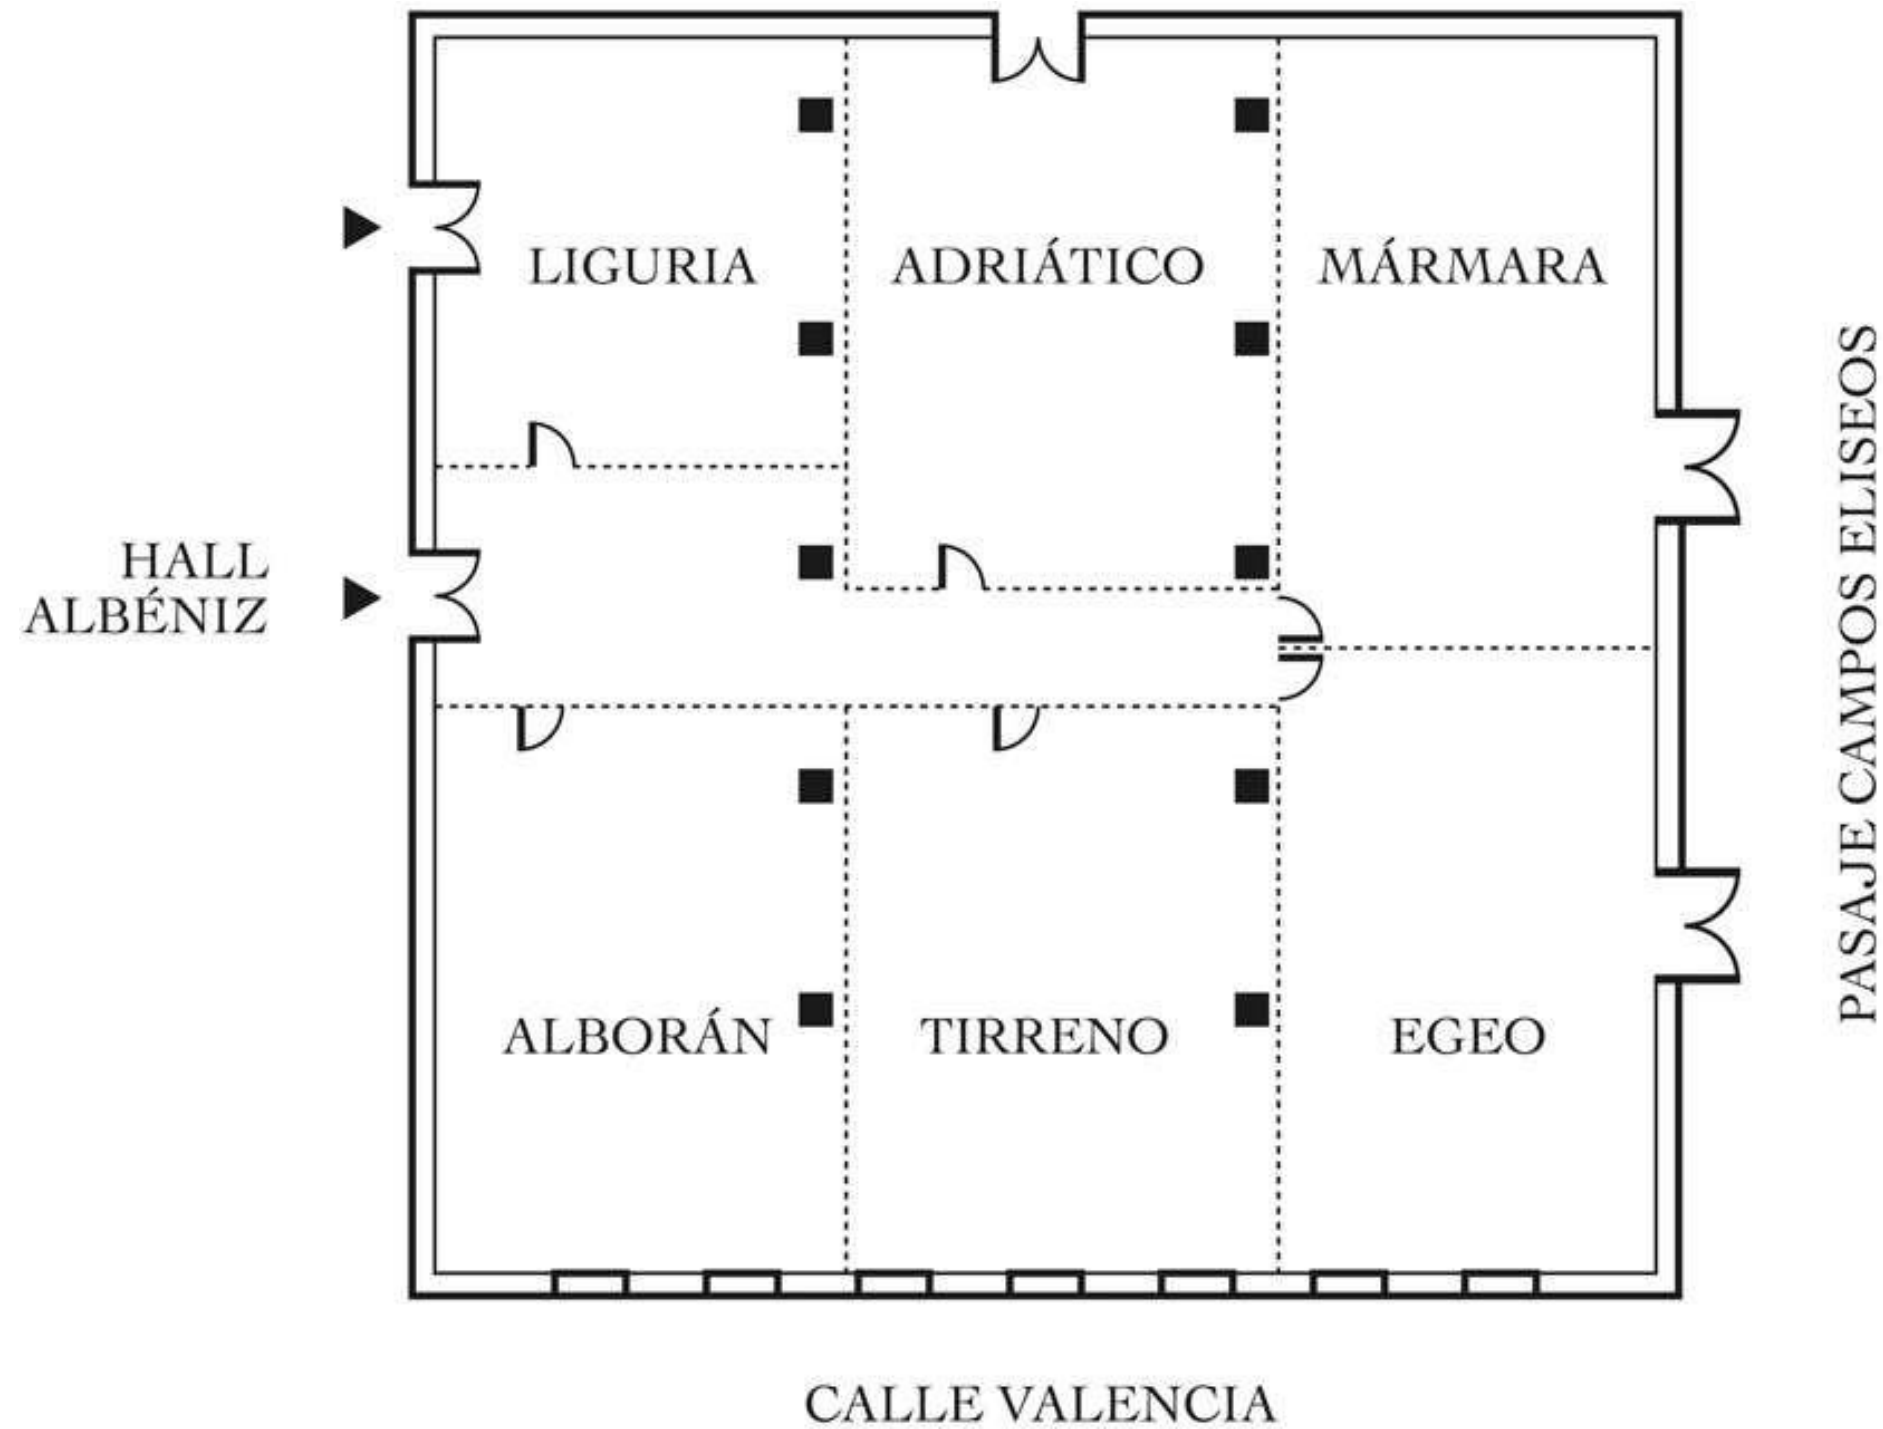 LIGURIA
ADRIÁTICO
MÁRMARA
HALL
ALBÉNIZ
PASAJE CAMPOS ELISEOS
ALBORÁN
TIRRENO
EGEO
CALLE VALENCIA